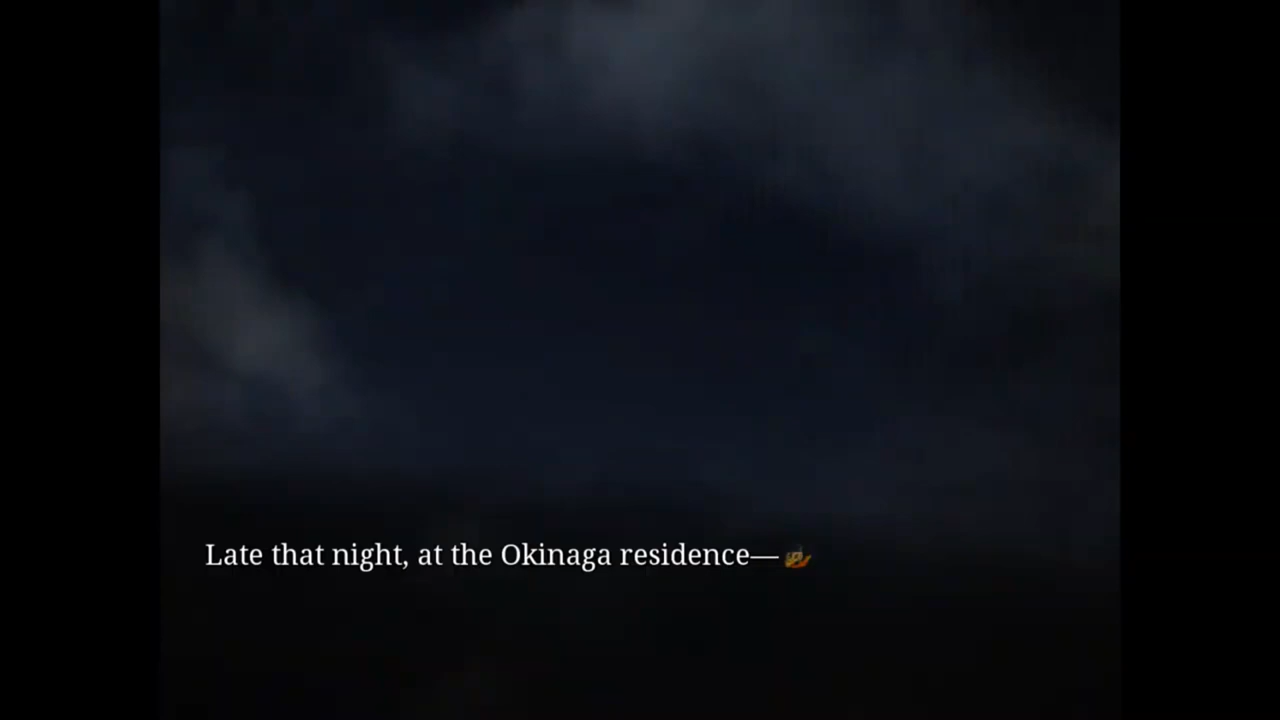 Late that night, at the Okinaga residence—